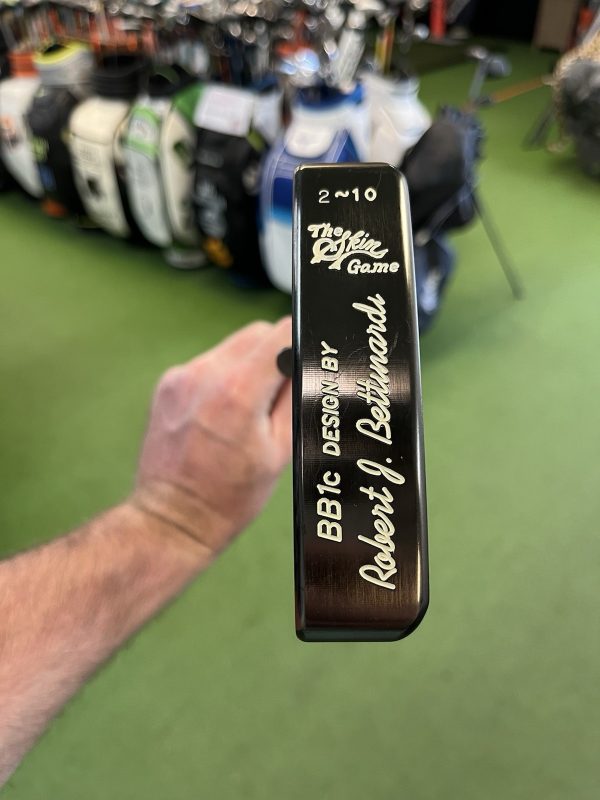 2~10
The
Skin
Game
BB1c DESIGN BY
Robert J. Bettinardi